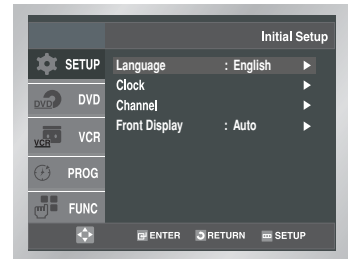 Initial Setup
SETUP
Language : English ►
Clock ►
Channel ►
Front Display : Auto ►
DVD DVD
VCR VCR
PROG
FUNC
ENTER RETURN SETUP